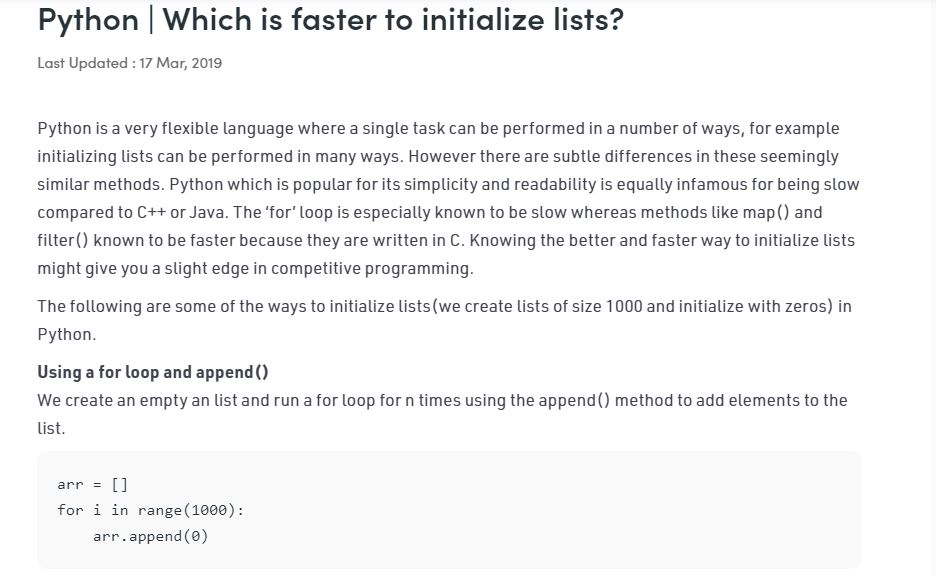 Python | Which is faster to initialize lists?
Last Updated : 17 Mar, 2019
Python is a very flexible language where a single task can be performed in a number of ways, for example
initializing lists can be performed in many ways. However there are subtle differences in these seemingly
similar methods. Python which is popular for its simplicity and readability is equally infamous for being slow
compared to C++ or Java. The ‘for’ loop is especially known to be slow whereas methods like map() and
filter() known to be faster because they are written in C. Knowing the better and faster way to initialize lists
might give you a slight edge in competitive programming.
The following are some of the ways to initialize lists(we create lists of size 1000 and initialize with zeros) in
Python.
Using a for loop and append()
We create an empty an list and run a for loop for n times using the append() method to add elements to the
list.
arr = []
for i in range(1000):
    arr.append(0)